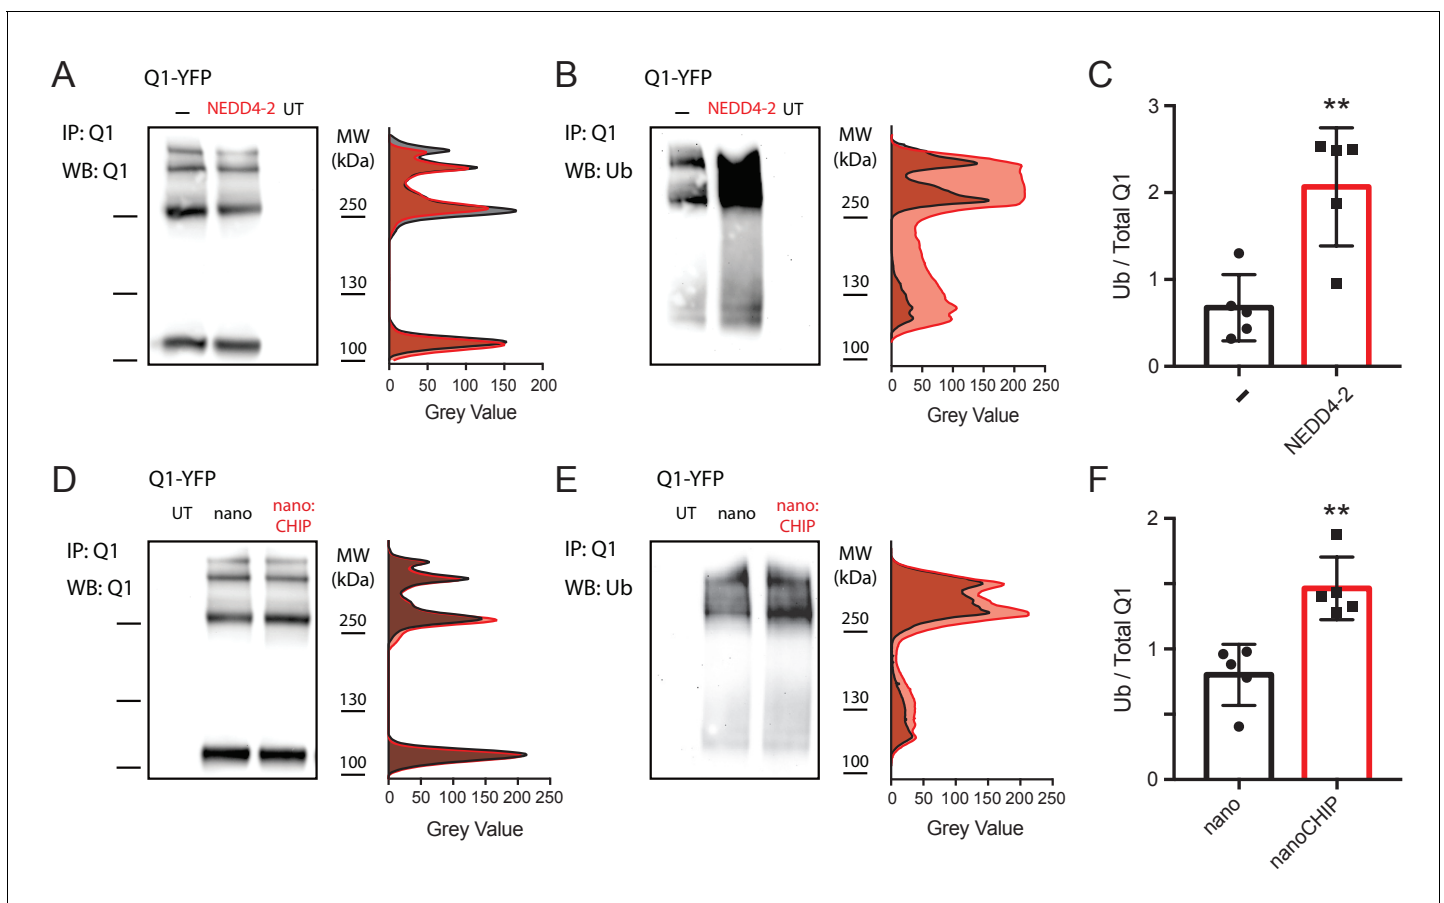 A
Q1-YFP
– NEDD4-2 UT
IP: Q1
WB: Q1
MW
(kDa)
250
130
100
0 50 100 150 200
Grey Value
B
Q1-YFP
– NEDD4-2 UT
IP: Q1
WB: Ub
MW
(kDa)
250
130
100
0 50 100 150 200 250
Grey Value
C
**
3
2
1
0
Ub / Total Q1
–
NEDD4-2
D
Q1-YFP
UT nano nano:
CHIP
IP: Q1
WB: Q1
MW
(kDa)
250
130
100
0 50 100 150 200 250
Grey Value
E
Q1-YFP
UT nano nano:
CHIP
IP: Q1
WB: Ub
MW
(kDa)
250
130
100
0 50 100 150 200 250
Grey Value
F
**
2
1
0
Ub / Total Q1
nano
nanoCHIP